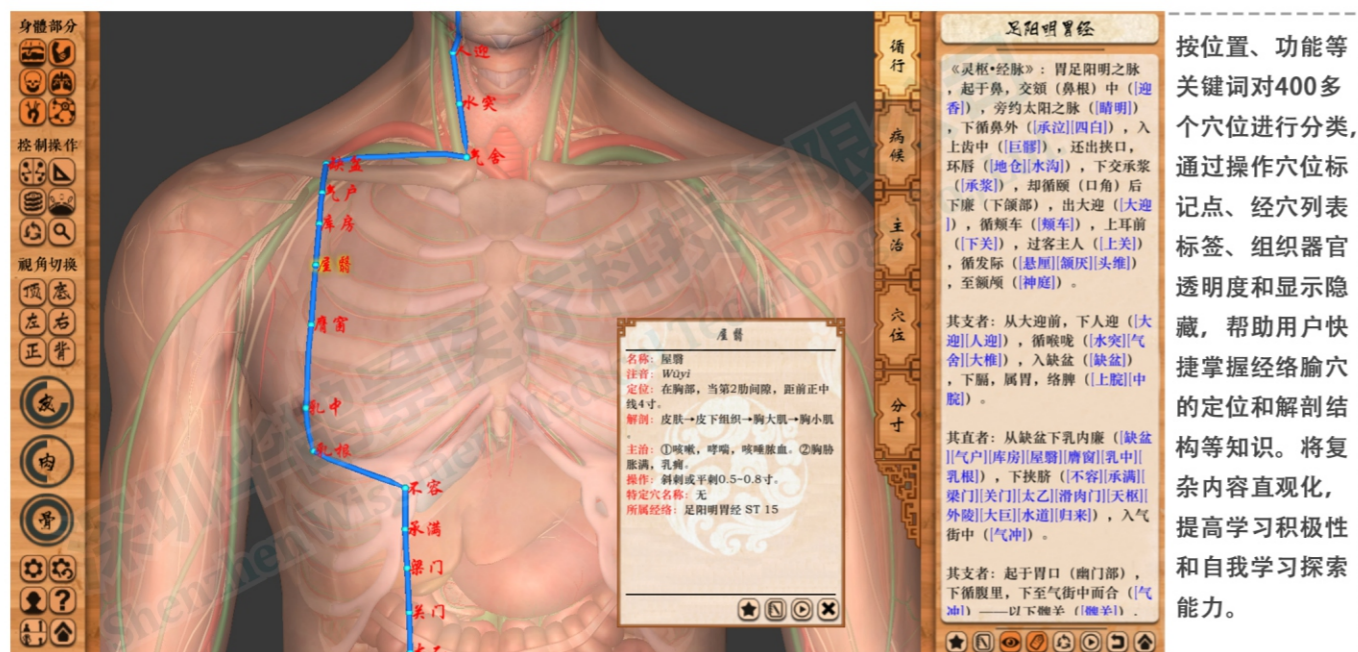 身體部分
控制操作
視角切换
顶 底
左 右
正 背
皮
肉
骨
人迎
水突
气舍
缺盆
气户
库房
屋翳
膺窗
乳中
乳根
不容
承满
梁门
关门
太乙
屋翳
名称：屋翳
注音：Wūyì
定位：在胸部，当第2肋间隙，距前正中
线4寸。
解剖：皮肤→皮下组织→胸大肌→胸小肌
。
主治：①咳嗽，哮喘，咳唾脓血。②胸胁
胀满，乳痈。
操作：斜刺或平刺0.5~0.8寸。
特定穴名称：无
所属经络：足阳明胃经 ST 15
循行
病候
主治
穴位
分寸
足阳明胃经
《灵枢•经脉》：胃足阳明之脉
，起于鼻，交頞（鼻根）中（[迎
香]），旁约太阳之脉（[睛明]）
，下循鼻外（[承泣][四白]），入
上齿中（[巨髎]），还出挟口，
环唇（[地仓][水沟]），下交承浆
（[承浆]），却循颐（口角）后
下廉（下颌部），出大迎（[大迎
]），循颊车（[颊车]），上耳前
（[下关]），过客主人（[上关]）
，循发际（[悬厘][颔厌][头维]）
，至额颅（[神庭]）。
其支者：从大迎前，下人迎（[大
迎][人迎]），循喉咙（[水突][气
舍][大椎]），入缺盆（[缺盆]）
，下膈，属胃，络脾（[上脘][中
脘]）。
其直者：从缺盆下乳内廉（[缺盆
][气户][库房][屋翳][膺窗][乳中][
乳根]），下挟脐（[不容][承满][
梁门][关门][太乙][滑肉门][天枢][
外陵][大巨][水道][归来]），入气
街中（[气冲]）。
其支者：起于胃口（幽门部），
下循腹里，下至气街中而合（[气
冲]）——以下髀关（[髀关]），
按位置、功能等
关键词对400多
个穴位进行分类，
通过操作穴位标
记点、经穴列表
标签、组织器官
透明度和显示隐
藏，帮助用户快
捷掌握经络腧穴
的定位和解剖结
构等知识。将复
杂内容直观化，
提高学习积极性
和自我学习探索
能力。